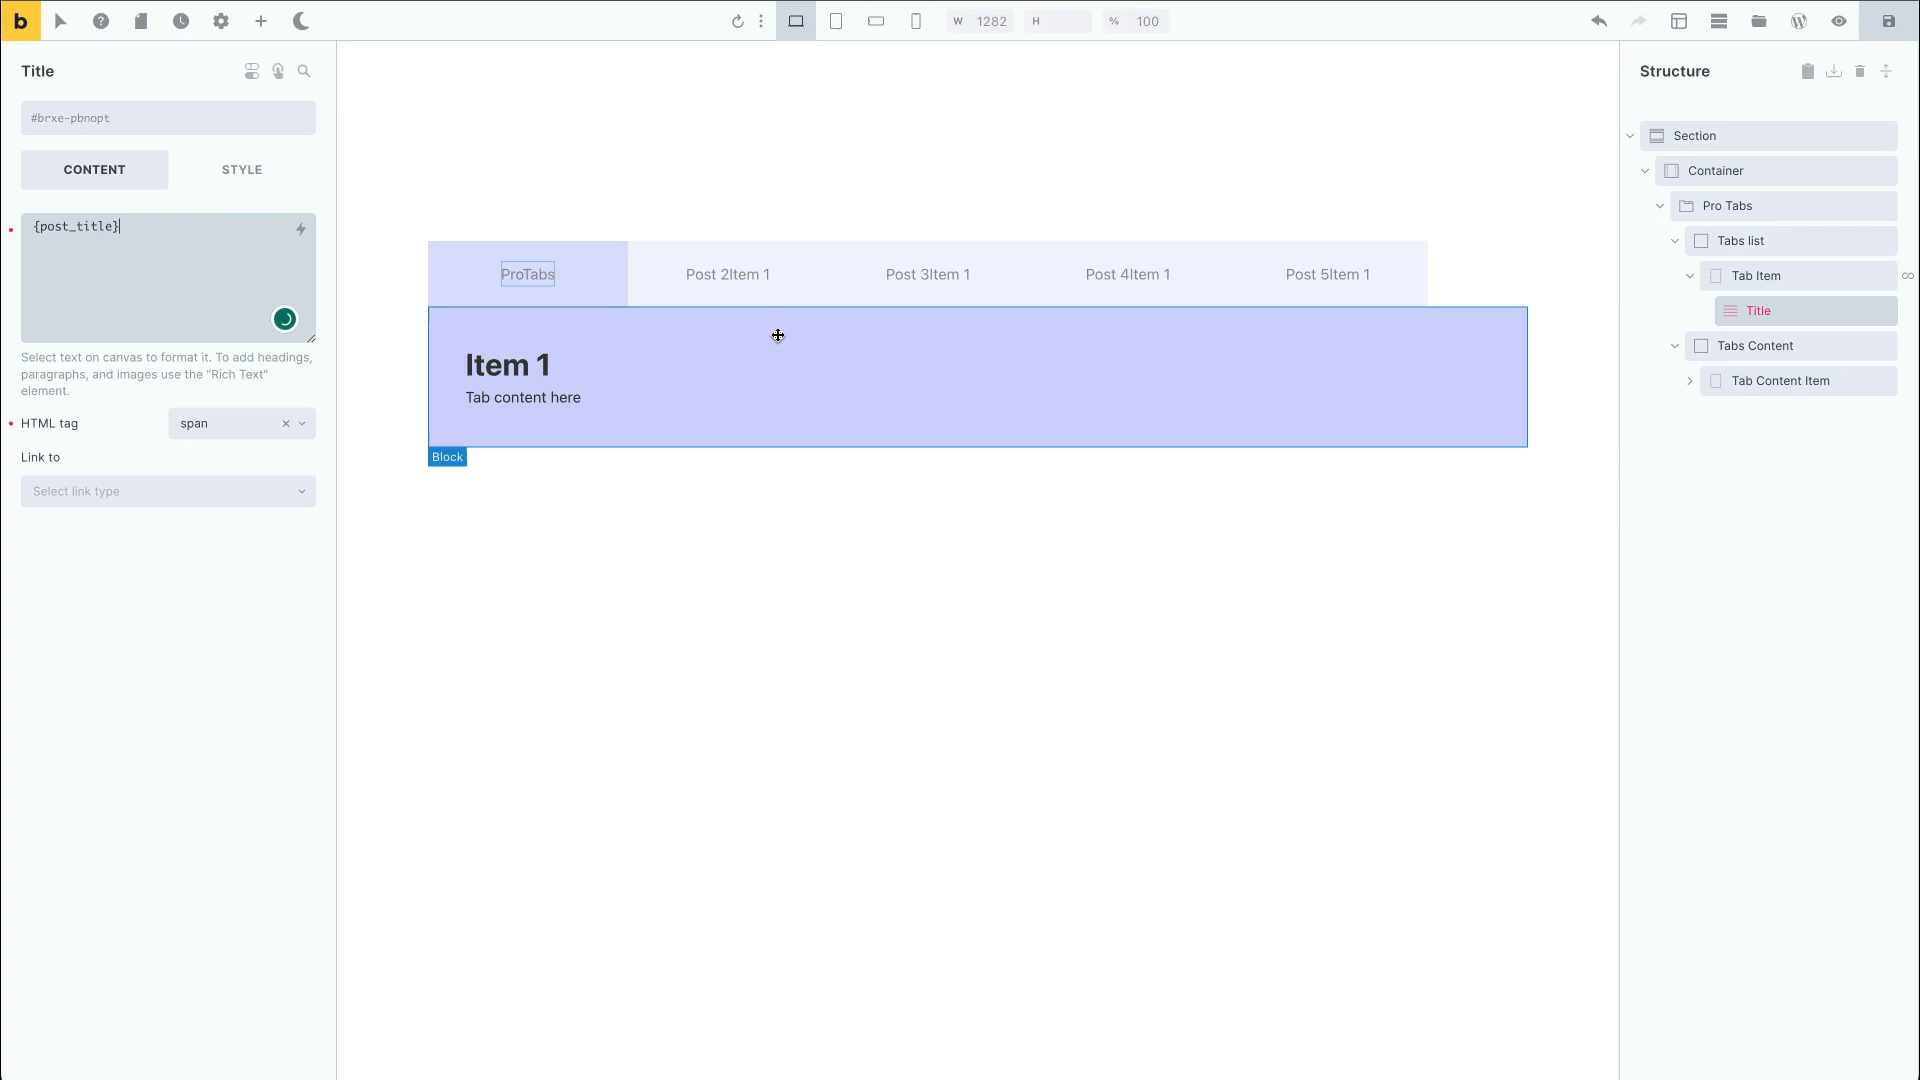 b
W 1282 H % 100
Title
#brxe-pbnopt
CONTENT STYLE
{post_title}
Select text on canvas to format it. To add headings,
paragraphs, and images use the "Rich Text"
element.
HTML tag span
Link to
Select link type
ProTabs Post 2Item 1 Post 3Item 1 Post 4Item 1 Post 5Item 1
Item 1
Tab content here
Block
Structure
Section
Container
Pro Tabs
Tabs list
Tab Item
Title
Tabs Content
Tab Content Item